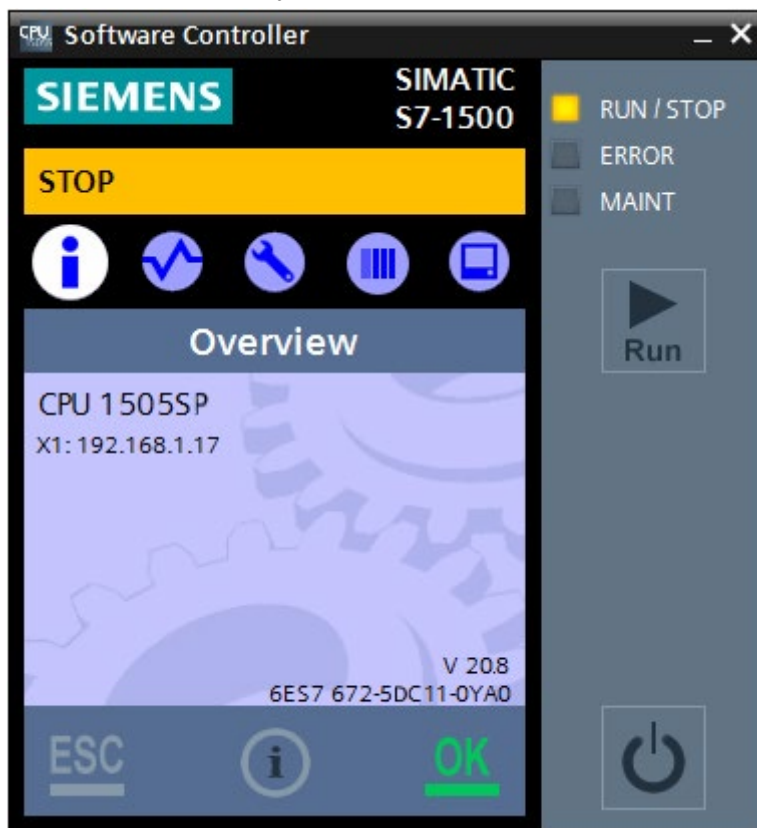 CPU Software Controller
SIEMENS
SIMATIC
S7-1500
STOP
Overview
CPU 1505SP
X1: 192.168.1.17
V 20.8
6ES7 672-5DC11-0YA0
ESC
i
OK
RUN / STOP
ERROR
MAINT
Run